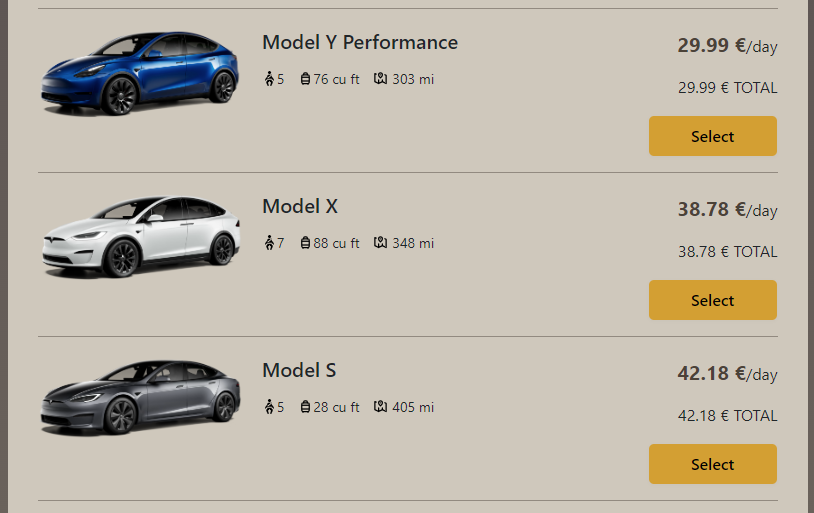 Model Y Performance
29.99 €/day
5 76 cu ft 303 mi
29.99 € TOTAL
Select
Model X
38.78 €/day
7 88 cu ft 348 mi
38.78 € TOTAL
Select
Model S
42.18 €/day
5 28 cu ft 405 mi
42.18 € TOTAL
Select